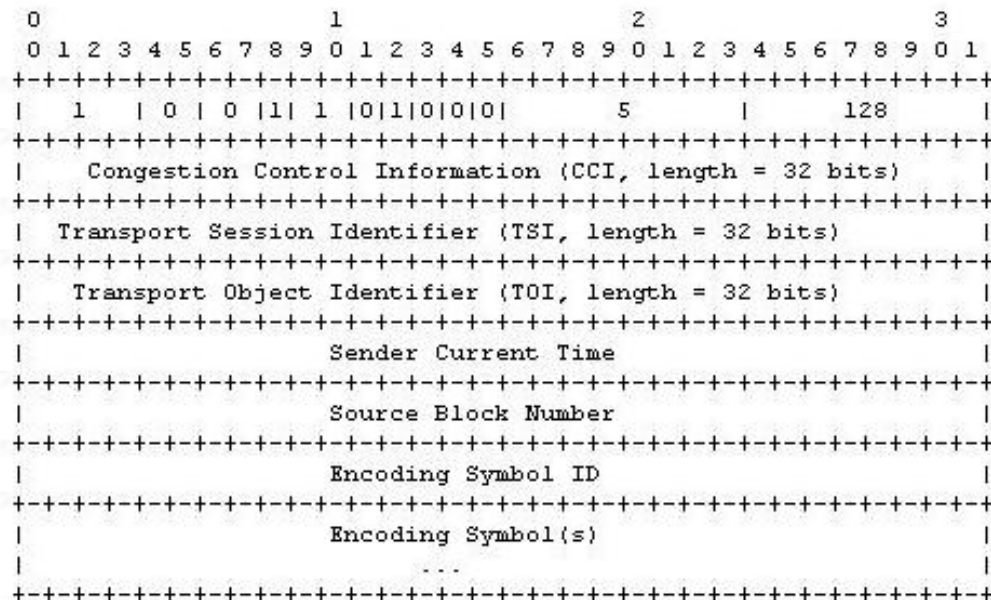 0                   1                   2                   3
0 1 2 3 4 5 6 7 8 9 0 1 2 3 4 5 6 7 8 9 0 1 2 3 4 5 6 7 8 9 0 1
+-+-+-+-+-+-+-+-+-+-+-+-+-+-+-+-+-+-+-+-+-+-+-+-+-+-+-+-+-+-+-+-+
|   1   | 0 | 0 |1| 1 |0|1|0|0|0|       5       |      128      |
+-+-+-+-+-+-+-+-+-+-+-+-+-+-+-+-+-+-+-+-+-+-+-+-+-+-+-+-+-+-+-+-+
|    Congestion Control Information (CCI, length = 32 bits)     |
+-+-+-+-+-+-+-+-+-+-+-+-+-+-+-+-+-+-+-+-+-+-+-+-+-+-+-+-+-+-+-+-+
|  Transport Session Identifier (TSI, length = 32 bits)         |
+-+-+-+-+-+-+-+-+-+-+-+-+-+-+-+-+-+-+-+-+-+-+-+-+-+-+-+-+-+-+-+-+
|   Transport Object Identifier (TOI, length = 32 bits)         |
+-+-+-+-+-+-+-+-+-+-+-+-+-+-+-+-+-+-+-+-+-+-+-+-+-+-+-+-+-+-+-+-+
|                    Sender Current Time                        |
+-+-+-+-+-+-+-+-+-+-+-+-+-+-+-+-+-+-+-+-+-+-+-+-+-+-+-+-+-+-+-+-+
|                    Source Block Number                        |
+-+-+-+-+-+-+-+-+-+-+-+-+-+-+-+-+-+-+-+-+-+-+-+-+-+-+-+-+-+-+-+-+
|                    Encoding Symbol ID                         |
+-+-+-+-+-+-+-+-+-+-+-+-+-+-+-+-+-+-+-+-+-+-+-+-+-+-+-+-+-+-+-+-+
|                    Encoding Symbol(s)                         |
|                          ...                                  |
+-+-+-+-+-+-+-+-+-+-+-+-+-+-+-+-+-+-+-+-+-+-+-+-+-+-+-+-+-+-+-+-+